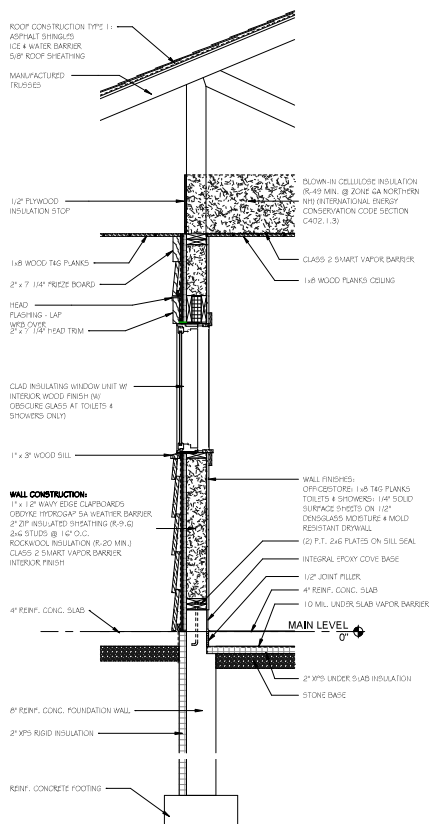 ROOF CONSTRUCTION TYPE 1:
ASPHALT SHINGLES
ICE & WATER BARRIER
5/8" ROOF SHEATHING
MANUFACTURED
TRUSSES
1/2" PLYWOOD
INSULATION STOP
1x8 WOOD T&G PLANKS
2" x 7 1/4" FRIEZE BOARD
HEAD
FLASHING - LAP
WRB OVER
2" x 7 1/4" HEAD TRIM
CLAD INSULATING WINDOW UNIT W/
INTERIOR WOOD FINISH (W/
OBSCURE GLASS AT TOILETS &
SHOWERS ONLY)
1" x 3" WOOD SILL
WALL CONSTRUCTION:
1" x 12" WAVY EDGE CLAPBOARDS
OBDYKE HYDROGAP SA WEATHER BARRIER
2" ZIP INSULATED SHEATHING (R-9.6)
2x6 STUDS @ 16" O.C.
ROCKWOOL INSULATION (R-20 MIN.)
CLASS 2 SMART VAPOR BARRIER
INTERIOR FINISH
4" REINF. CONC. SLAB
8" REINF. CONC. FOUNDATION WALL
2" XPS RIGID INSULATION
REINF. CONCRETE FOOTING
BLOWN-IN CELLULOSE INSULATION
(R-49 MIN. @ ZONE 6A NORTHERN
NH) (INTERNATIONAL ENERGY
CONSERVATION CODE SECTION
C402.1.3)
CLASS 2 SMART VAPOR BARRIER
1x8 WOOD PLANKS CEILING
WALL FINISHES:
OFFICE/STORE: 1x8 T&G PLANKS
TOILETS & SHOWERS: 1/4" SOLID
SURFACE SHEETS ON 1/2"
DENSGLASS MOISTURE & MOLD
RESISTANT DRYWALL
(2) P.T. 2x6 PLATES ON SILL SEAL
INTEGRAL EPOXY COVE BASE
1/2" JOINT FILLER
4" REINF. CONC. SLAB
10 MIL. UNDER SLAB VAPOR BARRIER
MAIN LEVEL
0"
2" XPS UNDER SLAB INSULATION
STONE BASE